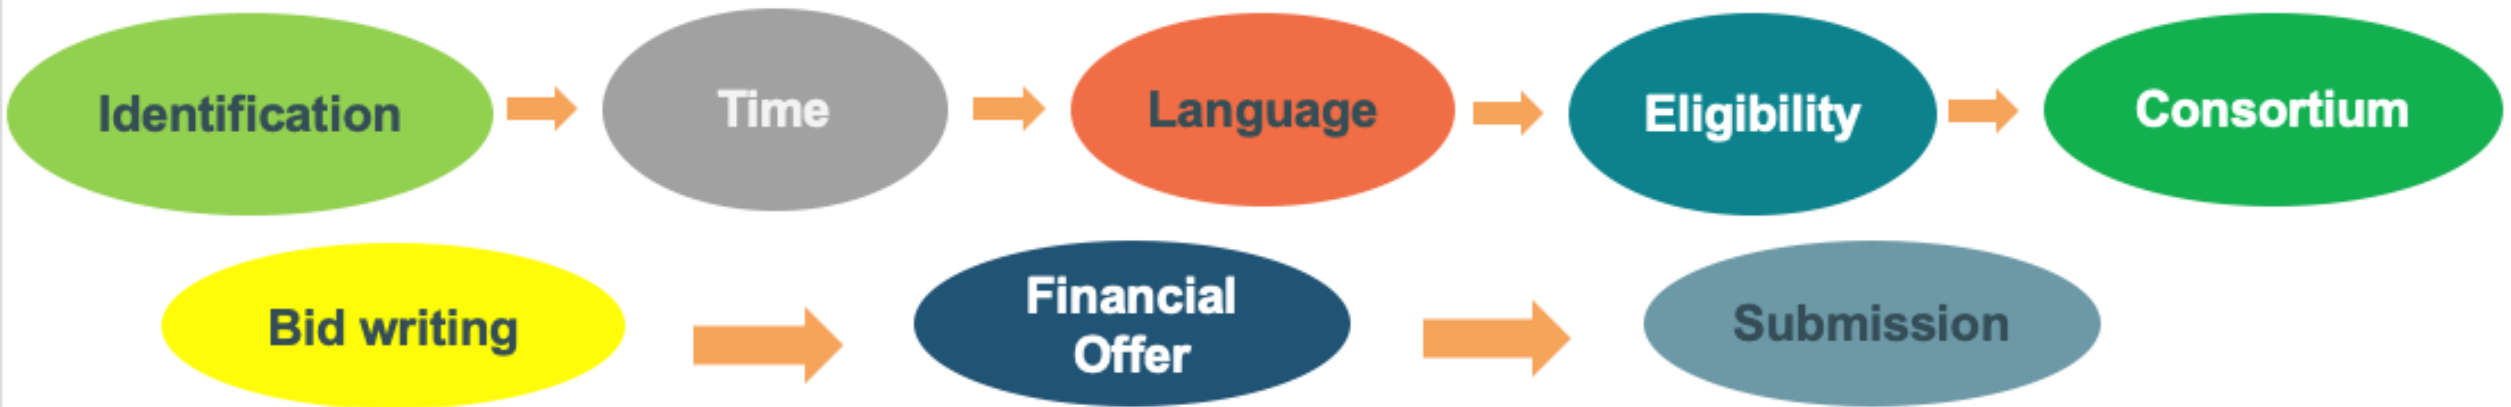 Identification
Time
Language
Eligibility
Consortium
Bid writing
Financial
Offer
Submission